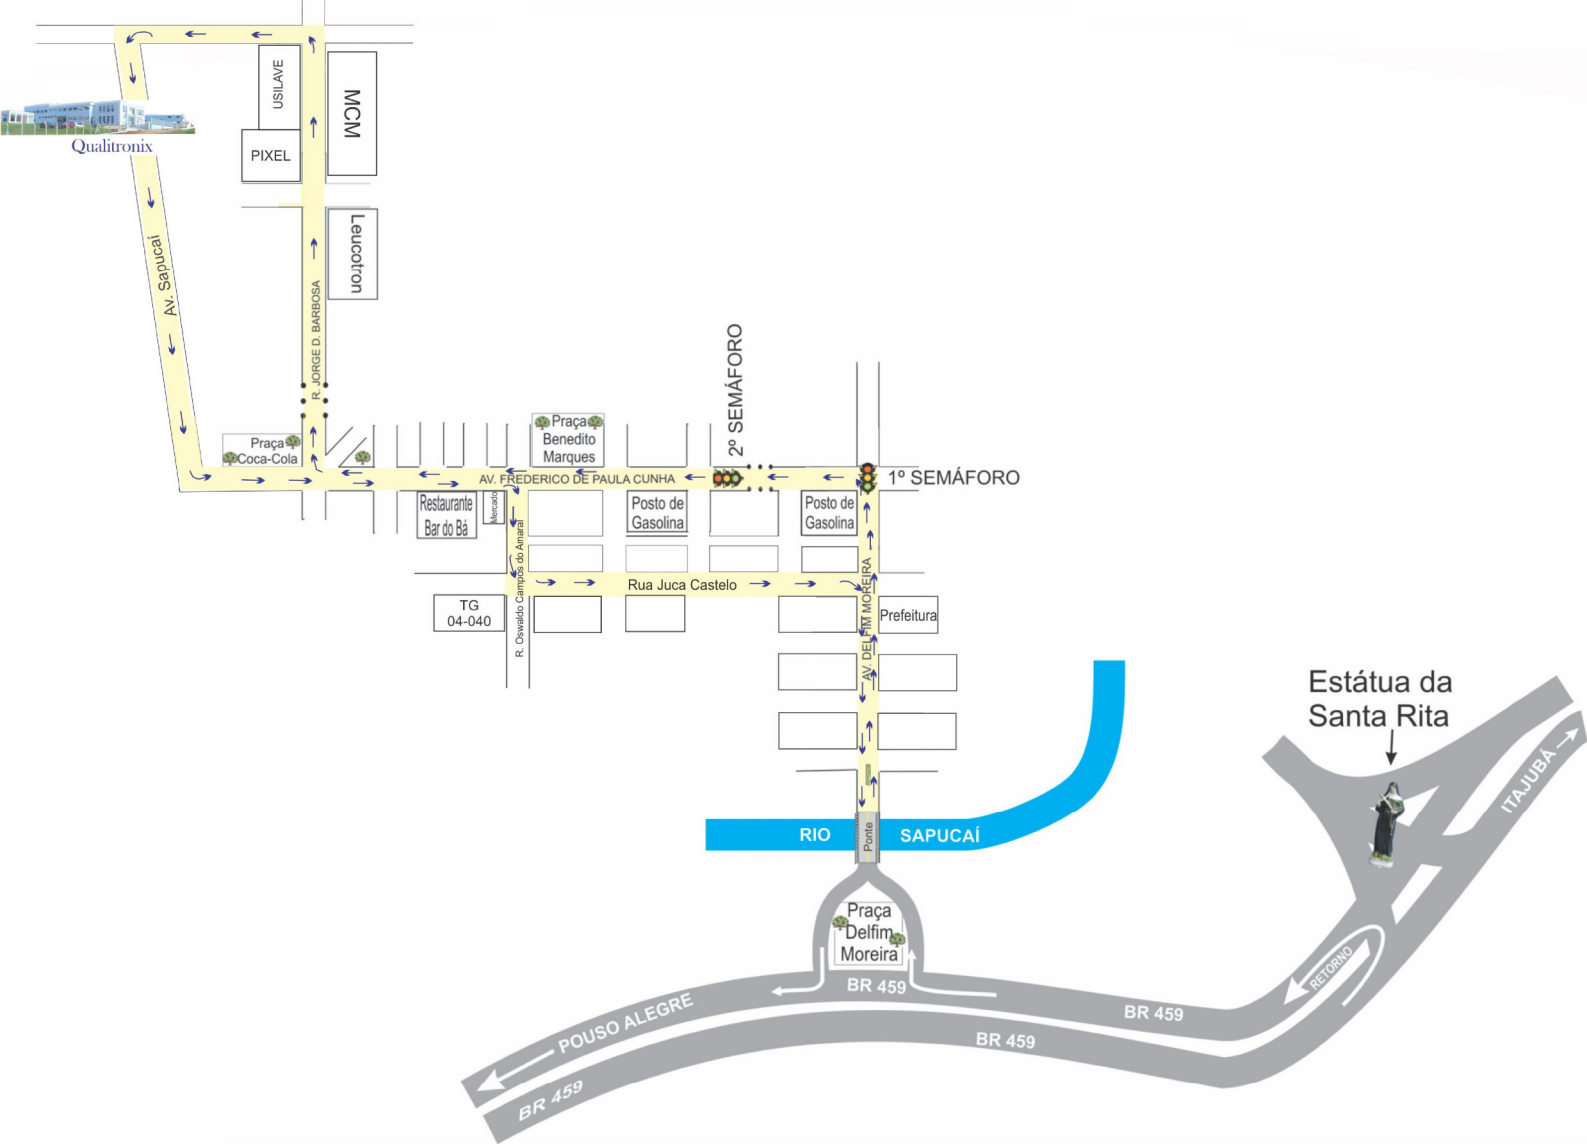 USILAVE
MCM
Qualitronix
PIXEL
Leucotron
Av. Sapucaí
R. JORGE D. BARBOSA
2º SEMÁFORO
Praça
Coca-Cola
Praça
Benedito
Marques
AV. FREDERICO DE PAULA CUNHA
1º SEMÁFORO
Restaurante
Bar do Bá
Mercado
Posto de
Gasolina
Posto de
Gasolina
R. Oswaldo Campos do Amaral
Rua Juca Castelo
AV. DELFIM MOREIRA
TG
04-040
Prefeitura
Estátua da
Santa Rita
ITAJUBÁ
RIO
Ponte
SAPUCAÍ
Praça
Delfim
Moreira
RETORNO
BR 459
BR 459
POUSO ALEGRE
BR 459
BR 459